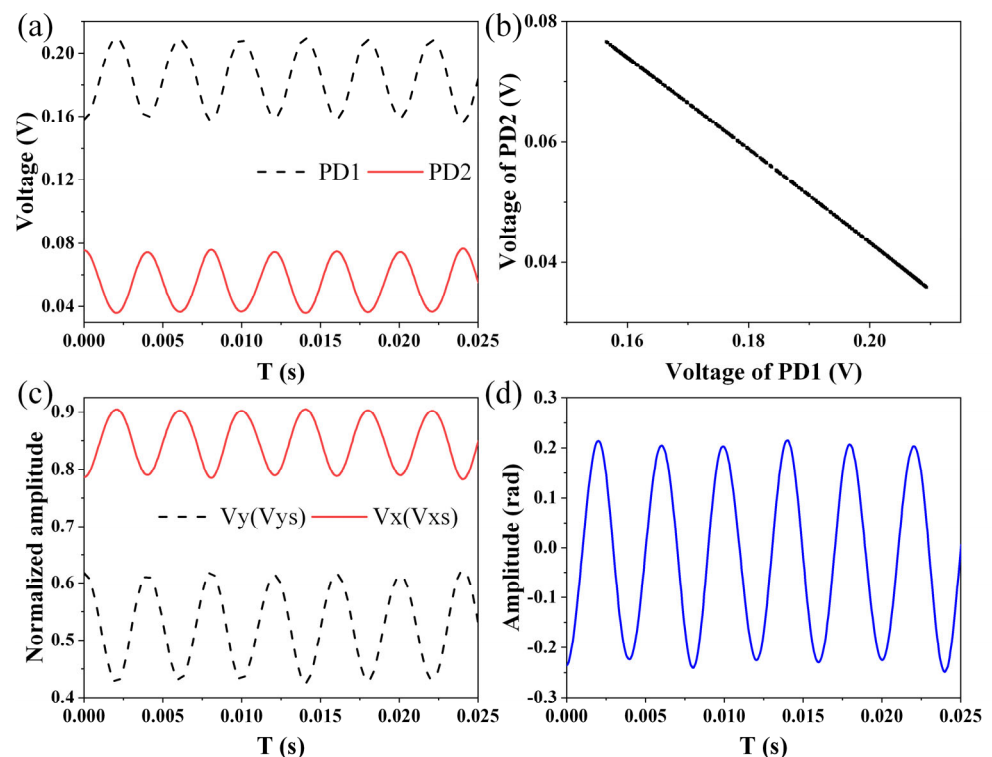 (a)
Voltage (V)
0.20
0.16
0.12
0.08
0.04
PD1 PD2
0.000 0.005 0.010 0.015 0.020 0.025
T (s)
(b)
Voltage of PD2 (V)
0.08
0.06
0.04
0.16 0.18 0.20
Voltage of PD1 (V)
(c)
Normalized amplitude
0.9
0.8
0.7
0.6
0.5
0.4
Vy(Vys) Vx(Vxs)
0.000 0.005 0.010 0.015 0.020 0.025
T (s)
(d)
Amplitude (rad)
0.3
0.2
0.1
0.0
-0.1
-0.2
-0.3
0.000 0.005 0.010 0.015 0.020 0.025
T (s)